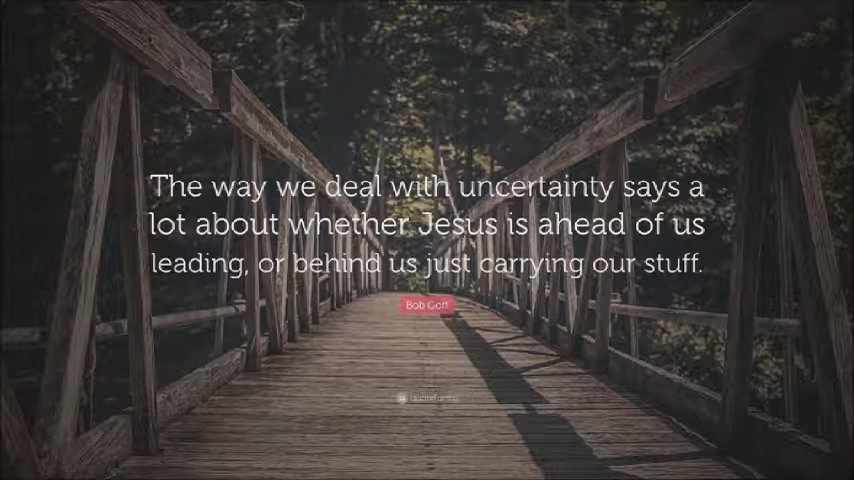 The way we deal with uncertainty says a
lot about whether Jesus is ahead of us
leading, or behind us just carrying our stuff.
Bob Goff
quotefancy